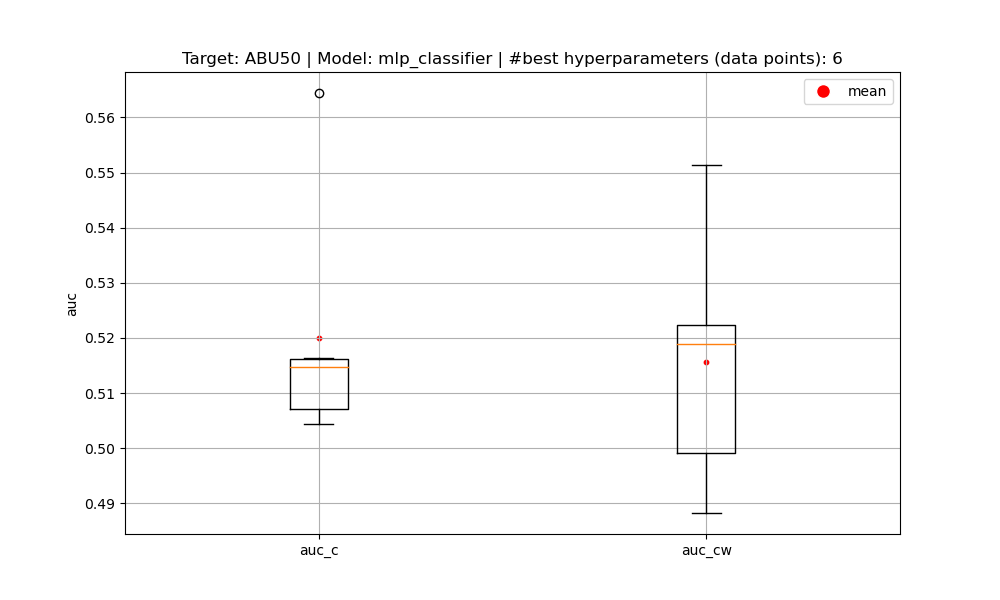 Target: ABU50 | Model: mlp_classifier | #best hyperparameters (data points): 6
mean
0.56
0.55
0.54
0.53
0.52
0.51
0.50
0.49
auc
auc_c
auc_cw